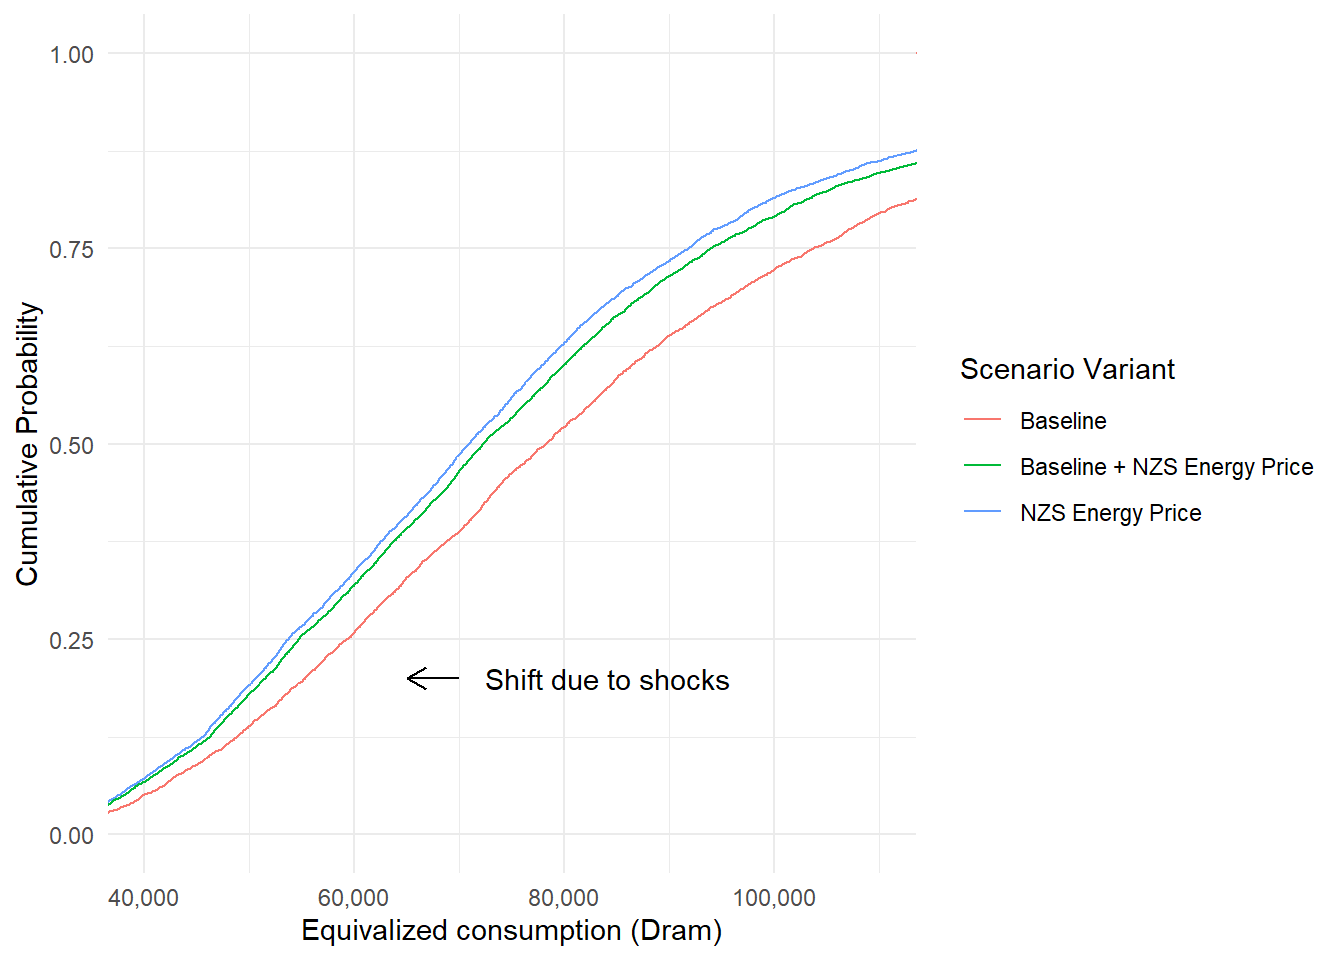 1.00
0.75
0.50
0.25
0.00
Cumulative Probability
40,000
60,000
80,000
100,000
Equivalized consumption (Dram)
Shift due to shocks
Scenario Variant
Baseline
Baseline + NZS Energy Price
NZS Energy Price